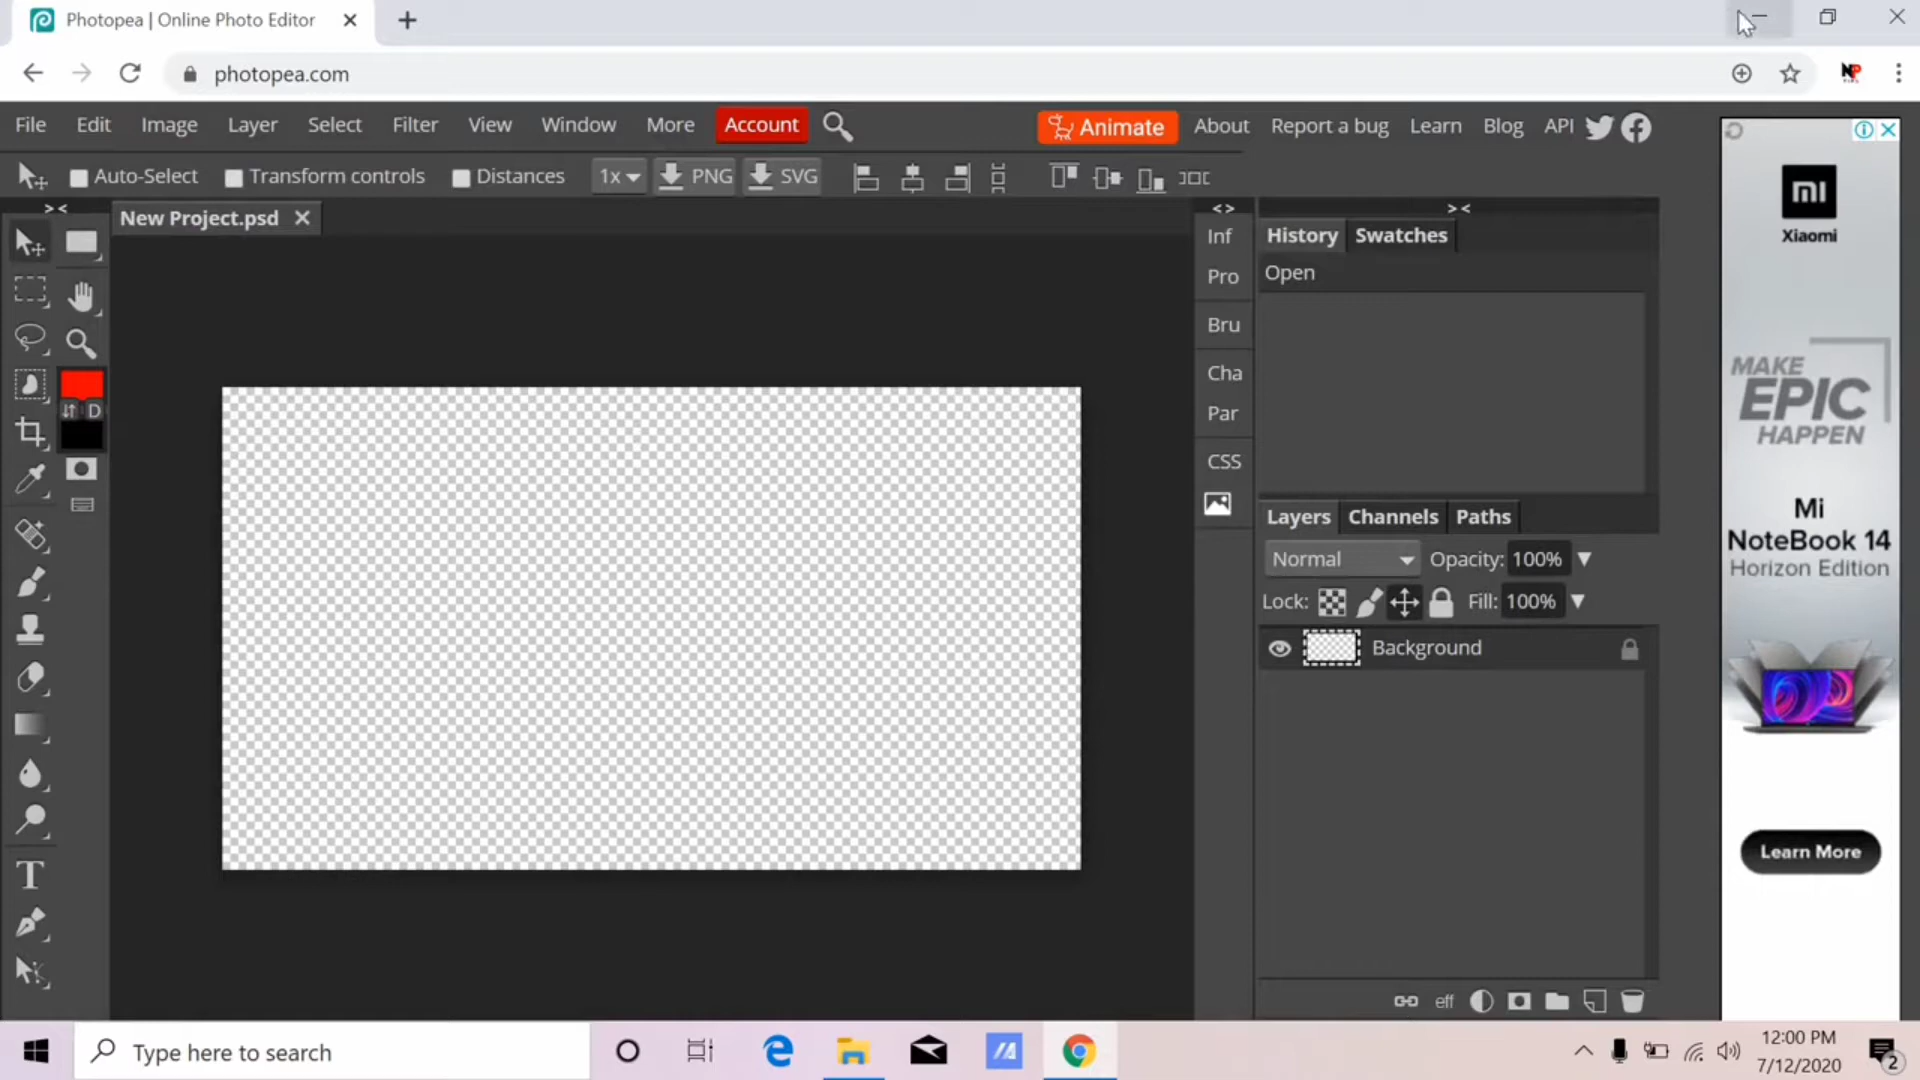 Photopea | Online Photo Editor
photopea.com
File Edit Image Layer Select Filter View Window More Account Animate About Report a bug Learn Blog API
Auto-Select Transform controls Distances 1x PNG SVG
New Project.psd
> <
< >
> <
Inf
Pro
Bru
Cha
Par
CSS
D
History Swatches
Open
Layers Channels Paths
Normal Opacity: 100%
Lock: Fill: 100%
Background
eff
mi
Xiaomi
MAKE
EPIC
HAPPEN
Mi
NoteBook 14
Horizon Edition
Learn More
T
Type here to search
12:00 PM
7/12/2020
2